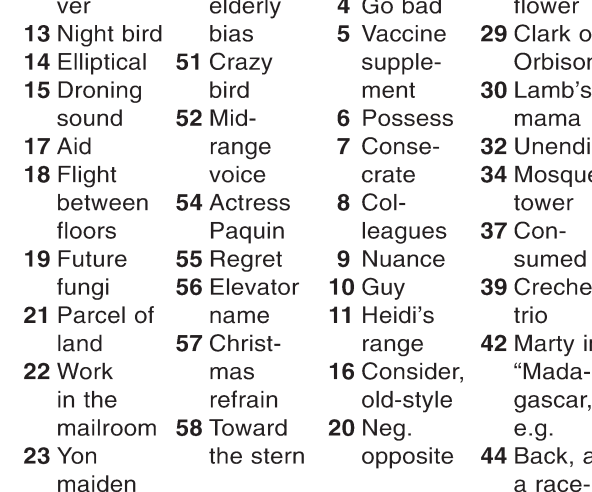 ver
13 Night bird
14 Elliptical
15 Droning
sound
17 Aid
18 Flight
between
floors
19 Future
fungi
21 Parcel of
land
22 Work
in the
mailroom
23 Yon
maiden
elderly
bias
51 Crazy
bird
52 Mid-
range
voice
54 Actress
Paquin
55 Regret
56 Elevator
name
57 Christ-
mas
refrain
58 Toward
the stern
4 Go bad
5 Vaccine
supple-
ment
6 Possess
7 Conse-
crate
8 Col-
leagues
9 Nuance
10 Guy
11 Heidi's
range
16 Consider,
old-style
20 Neg.
opposite
flower
29 Clark o
Orbison
30 Lamb's
mama
32 Unendi
34 Mosque
tower
37 Con-
sumed
39 Creche
trio
42 Marty in
"Mada-
gascar,
e.g.
44 Back, a
a race-